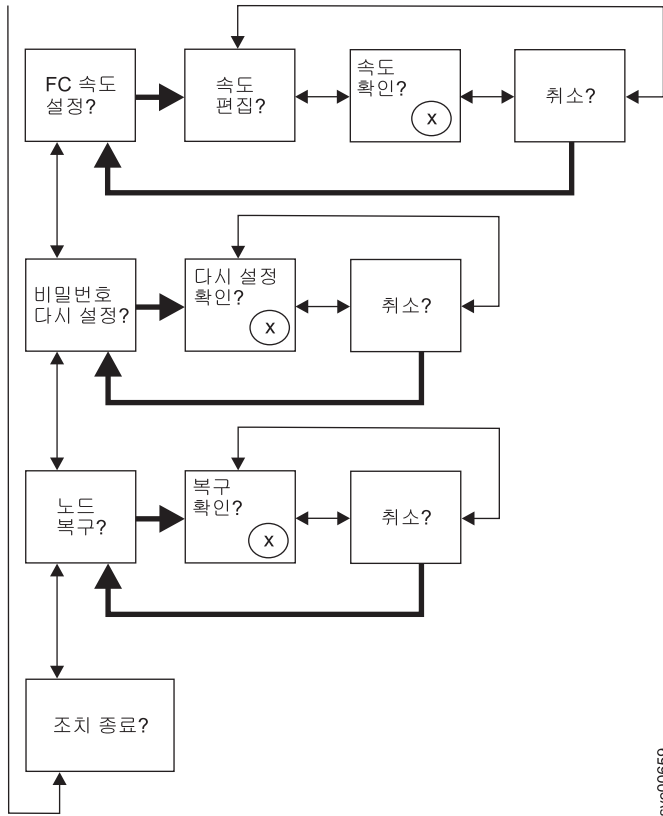 FC 속도
설정?
속도
편집?
속도
확인?
x
취소?
비밀번호
다시 설정?
다시 설정
확인?
x
취소?
노드
복구?
복구
확인?
x
취소?
조치 종료?
svc00659